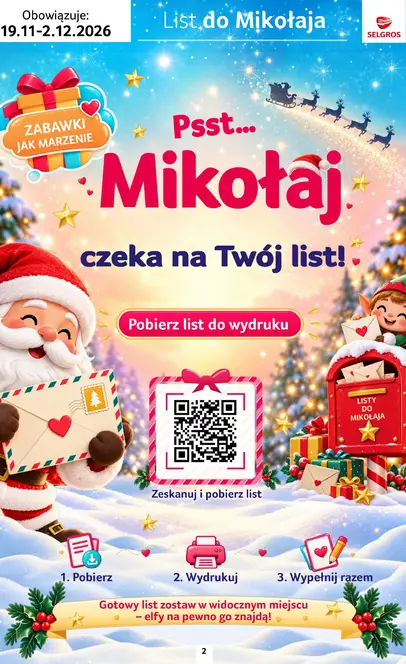 Obowiązuje:
19.11-2.12.2026
List do Mikołaja
SELGROS
ZABAWKI
JAK MARZENIE
Psst...
Mikołaj
czeka na Twój list!
Pobierz list do wydruku
LISTY
DO
MIKOŁAJA
Zeskanuj i pobierz list
1. Pobierz
2. Wydrukuj
3. Wypełnij razem
Gotowy list zostaw w widocznym miejscu
– elfy na pewno go znajdą!
2